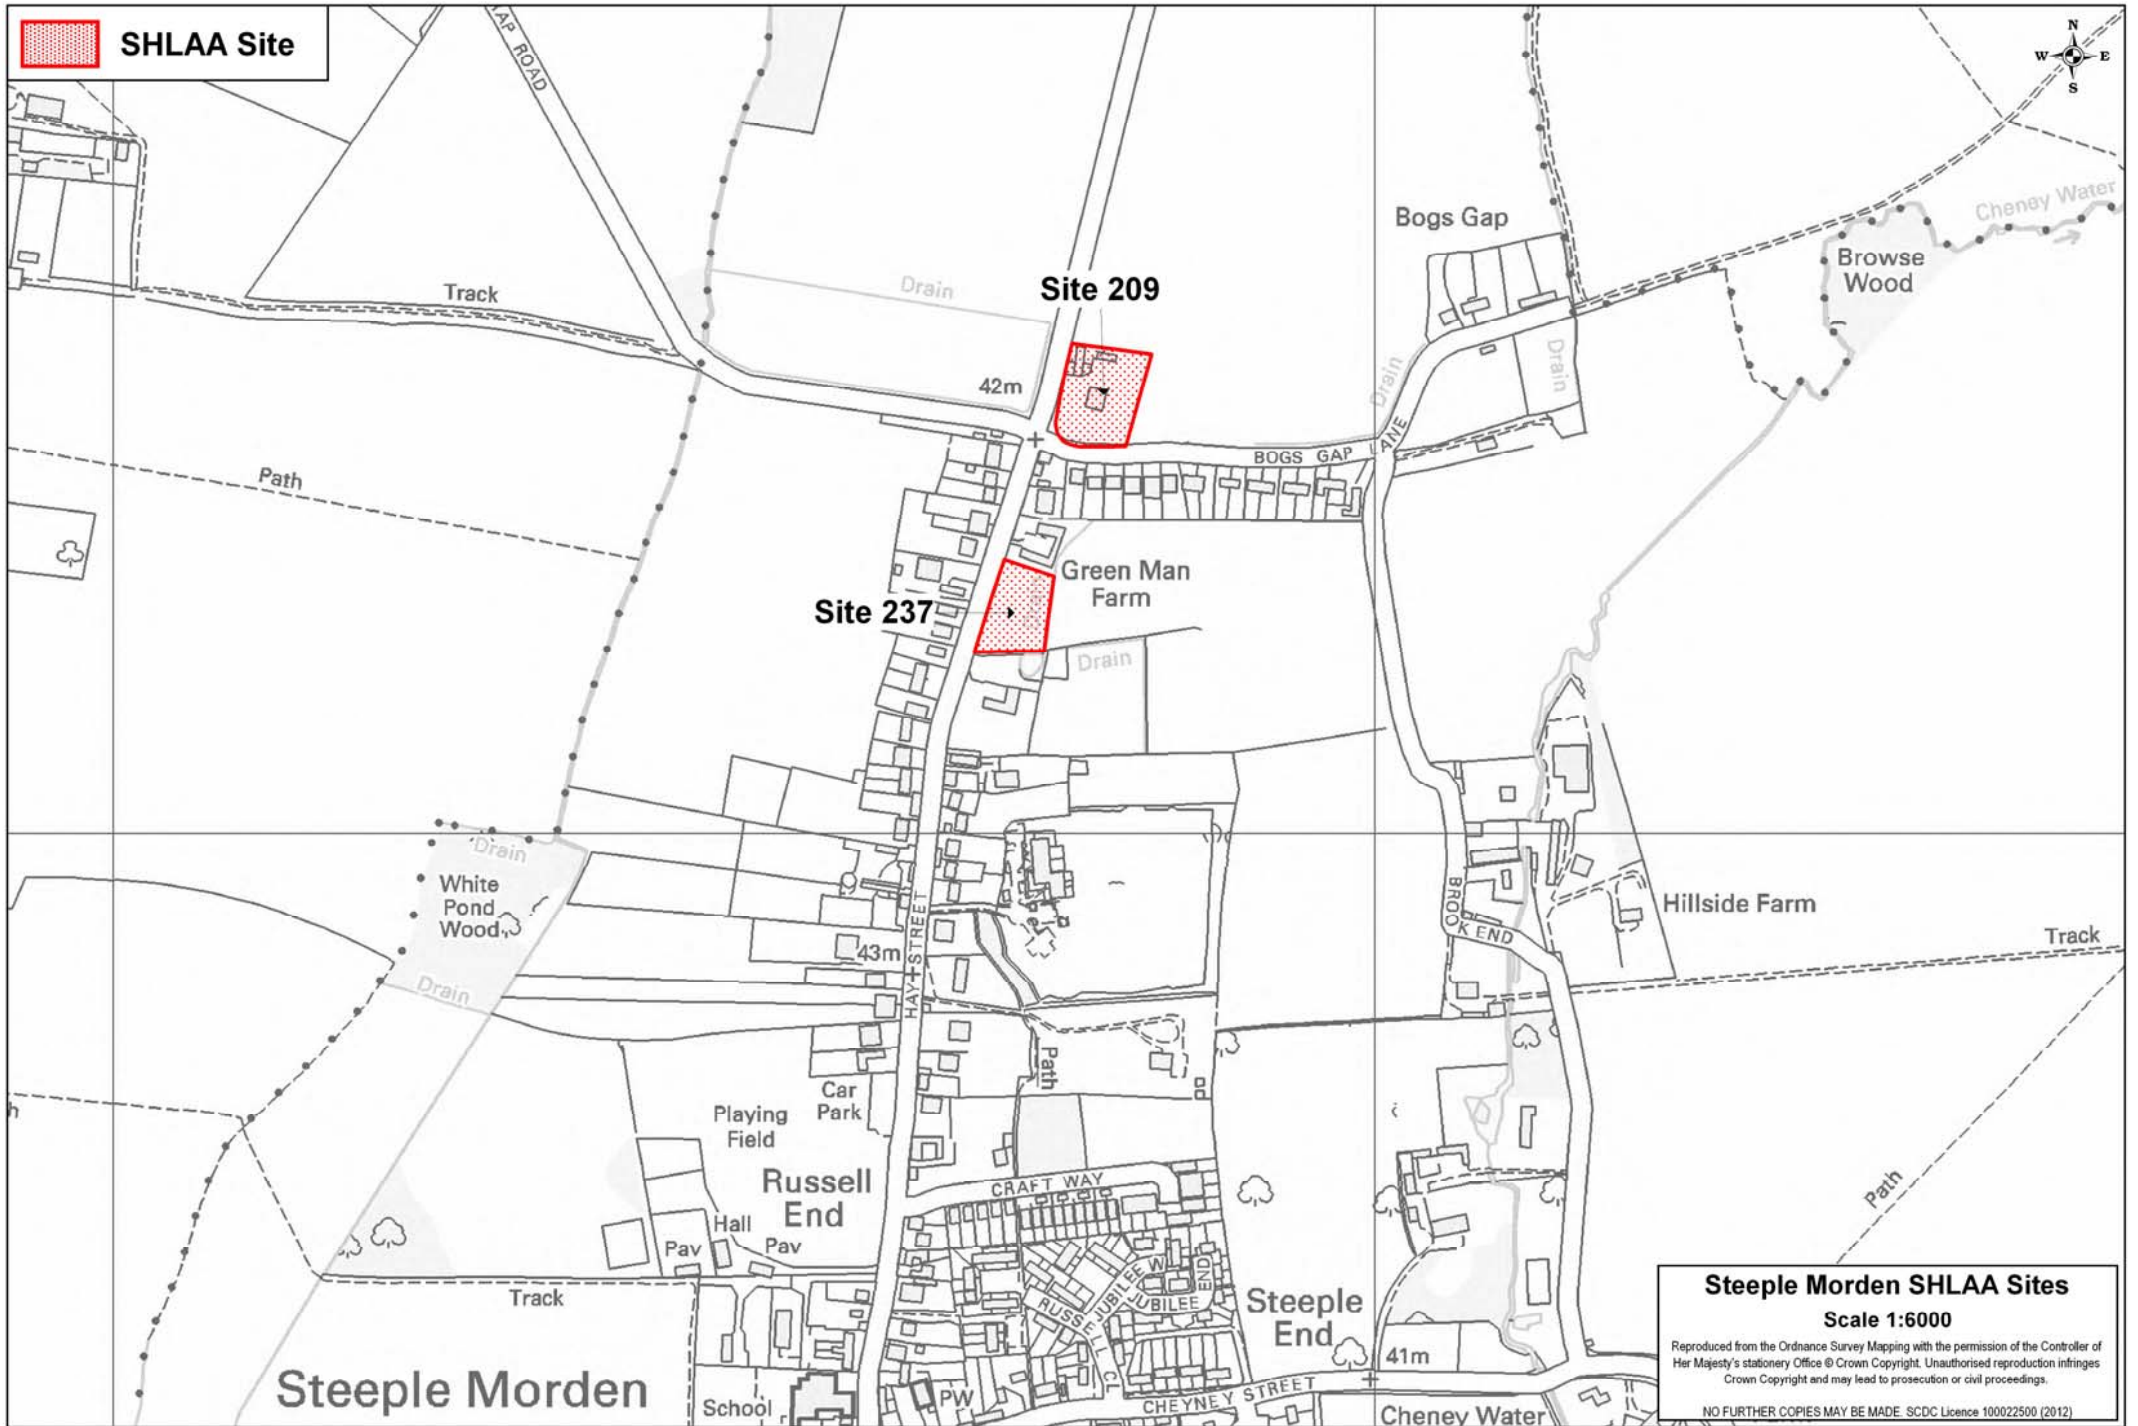 SHLAA Site
AP ROAD
N
W E
S
Bogs Gap
Cheney Water
Browse
Wood
Track
Drain
Site 209
42m
Drain
Drain
BOGS GAP LANE
Path
Green Man
Farm
Site 237
Drain
Drain
White
Pond
Wood
Drain
43m
HAY STREET
BROOK END
Hillside Farm
Track
Path
Car
Park
Playing
Field
Russell
End
CRAFT WAY
Hall
Pav
Pav
Track
JUBILEE W
JUBILEE END
RUSSELL CL
Steeple
End
Path
41m
Steeple Morden
School
PW
CHEYNEY STREET
Cheney Water
Steeple Morden SHLAA Sites
Scale 1:6000
Reproduced from the Ordnance Survey Mapping with the permission of the Controller of
Her Majesty's stationery Office © Crown Copyright. Unauthorised reproduction infringes
Crown Copyright and may lead to prosecution or civil proceedings.
NO FURTHER COPIES MAY BE MADE. SCDC Licence 100022500 (2012)